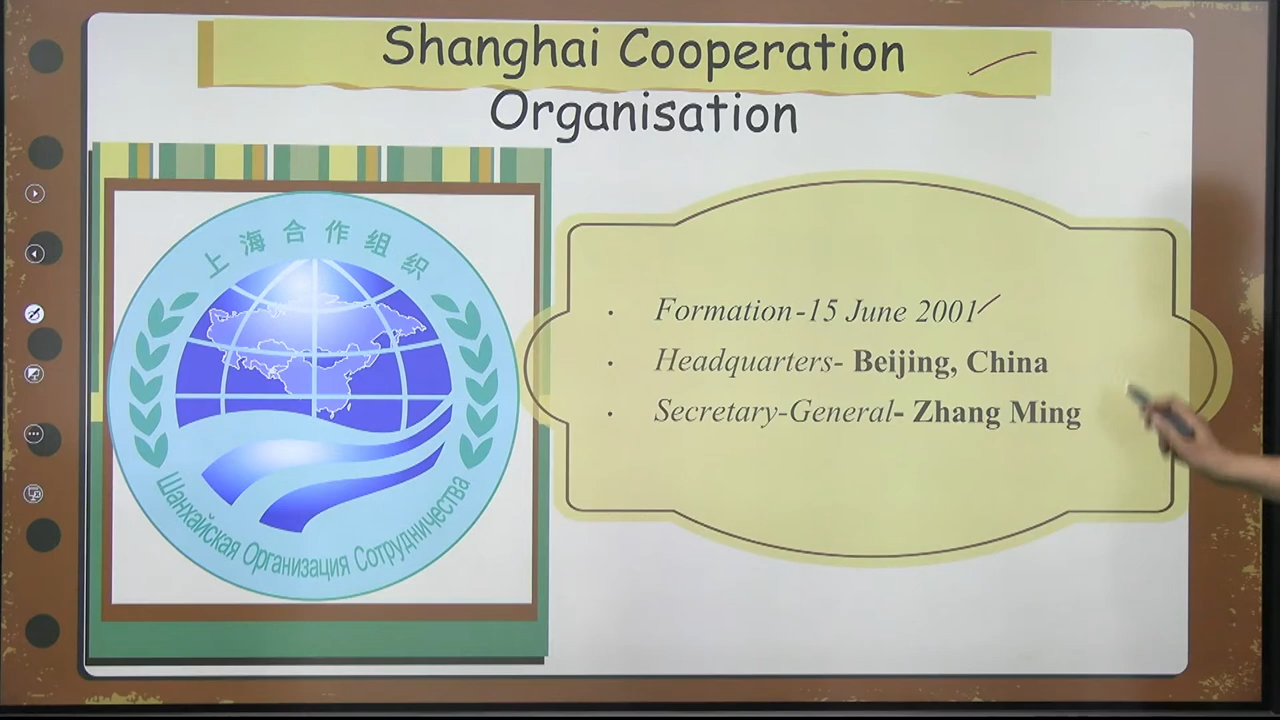 Shanghai Cooperation
Organisation
上海合作组织
Шанхайская Организация Сотрудничества
· Formation-15 June 2001
· Headquarters- Beijing, China
· Secretary-General- Zhang Ming